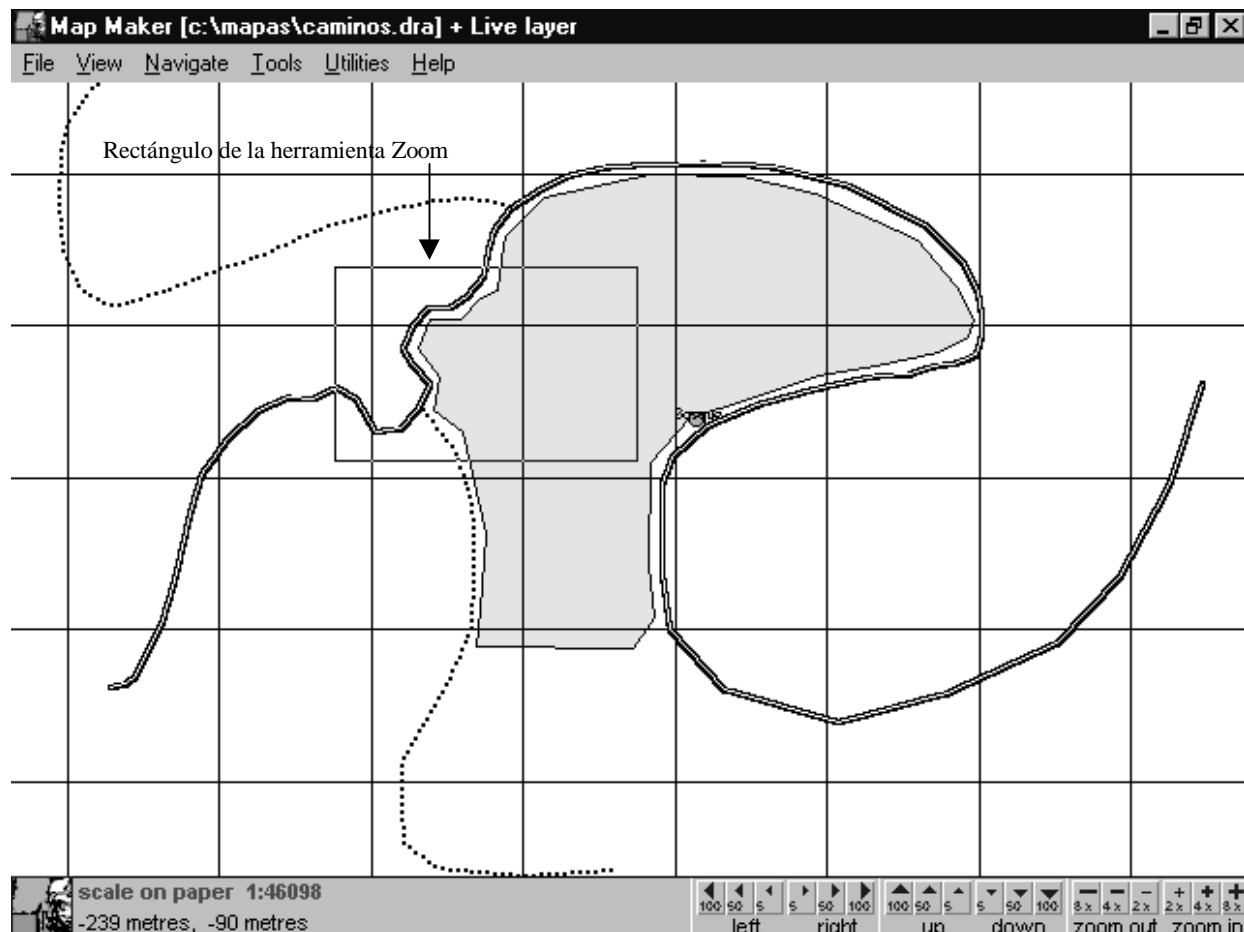 Map Maker [c:\mapas\caminos.dra] + Live layer
File View Navigate Tools Utilities Help
Rectángulo de la herramienta Zoom
scale on paper 1:46098
-239 metres, -90 metres
100 50 5 5 50 100 100 50 5 5 50 100 8x 4x 2x 2x 4x 8x
left right up down zoom out zoom in